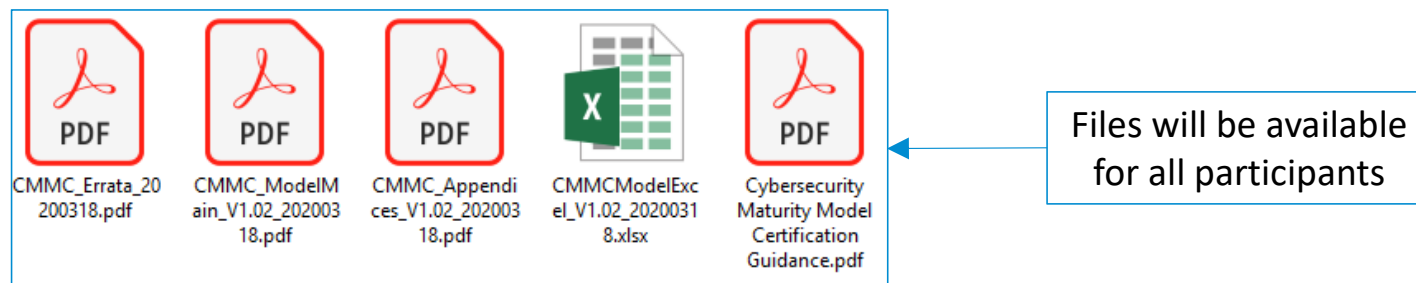 PDF
PDF
PDF
X
PDF
CMMC_Errata_20
200318.pdf
CMMC_ModelM
ain_V1.02_202003
18.pdf
CMMC_Appendi
ces_V1.02_202003
18.pdf
CMMCModelExc
el_V1.02_2020031
8.xlsx
Cybersecurity
Maturity Model
Certification
Guidance.pdf
Files will be available
for all participants